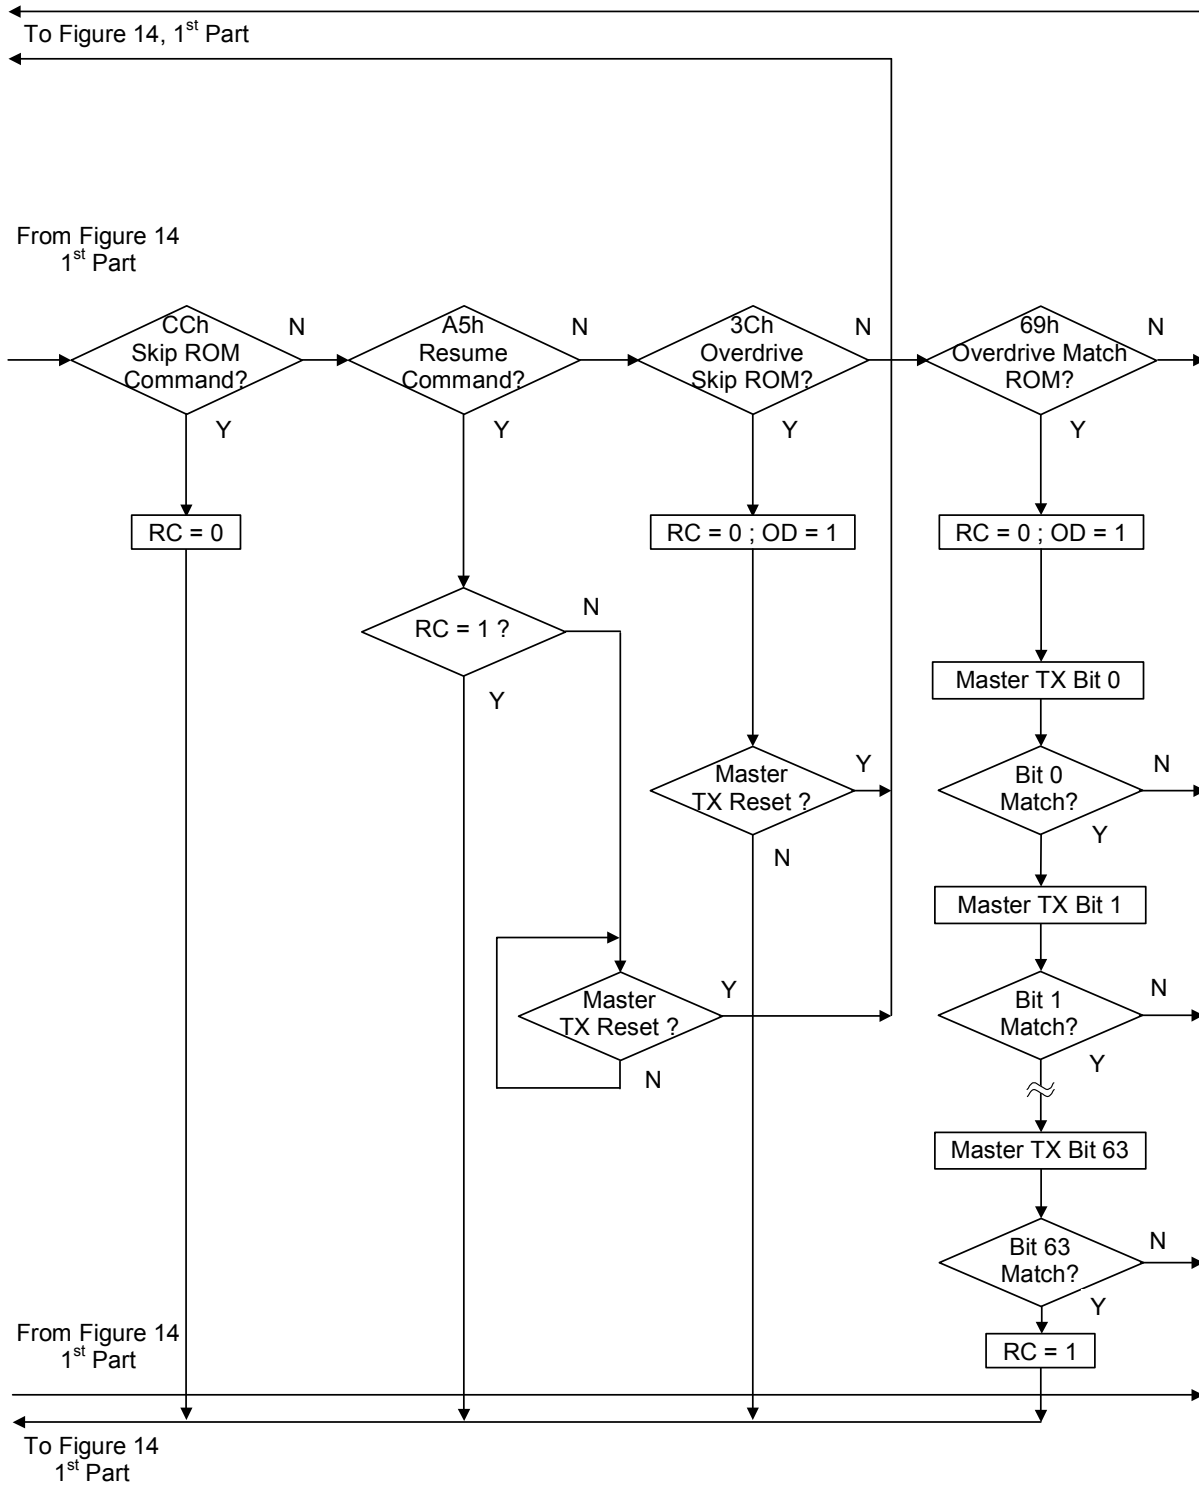 To Figure 14, 1st Part
From Figure 14
1st Part
CCh
Skip ROM
Command?
N
Y
A5h
Resume
Command?
N
Y
3Ch
Overdrive
Skip ROM?
N
Y
69h
Overdrive Match
ROM?
N
Y
RC = 0
RC = 0 ; OD = 1
RC = 0 ; OD = 1
RC = 1 ?
N
Y
Master TX Bit 0
Master
TX Reset ?
Y
N
Bit 0
Match?
N
Y
Master TX Bit 1
Master
TX Reset ?
Y
N
Bit 1
Match?
N
Y
Master TX Bit 63
Bit 63
Match?
N
Y
From Figure 14
1st Part
RC = 1
To Figure 14
1st Part